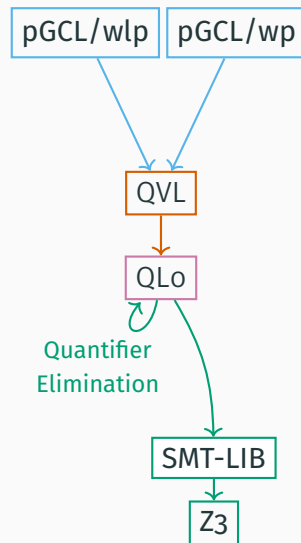 pGCL/wlp
pGCL/wp
QVL
QLo
Quantifier
Elimination
SMT-LIB
Z3